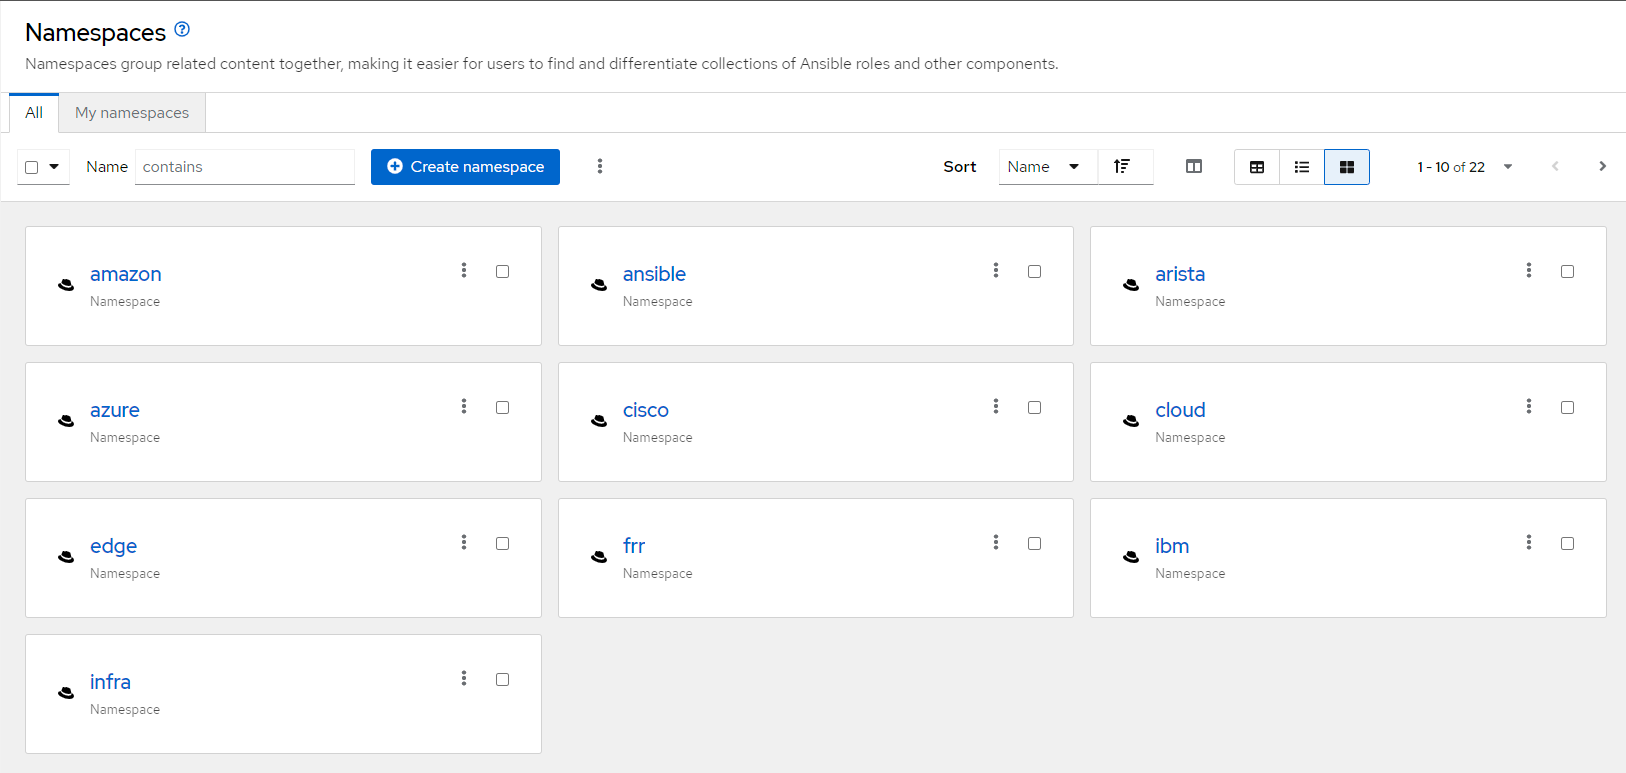 Namespaces
Namespaces group related content together, making it easier for users to find and differentiate collections of Ansible roles and other components.
All My namespaces
Name contains Create namespace Sort Name 1 - 10 of 22
amazon ansible arista
Namespace Namespace Namespace
azure cisco cloud
Namespace Namespace Namespace
edge frr ibm
Namespace Namespace Namespace
infra
Namespace